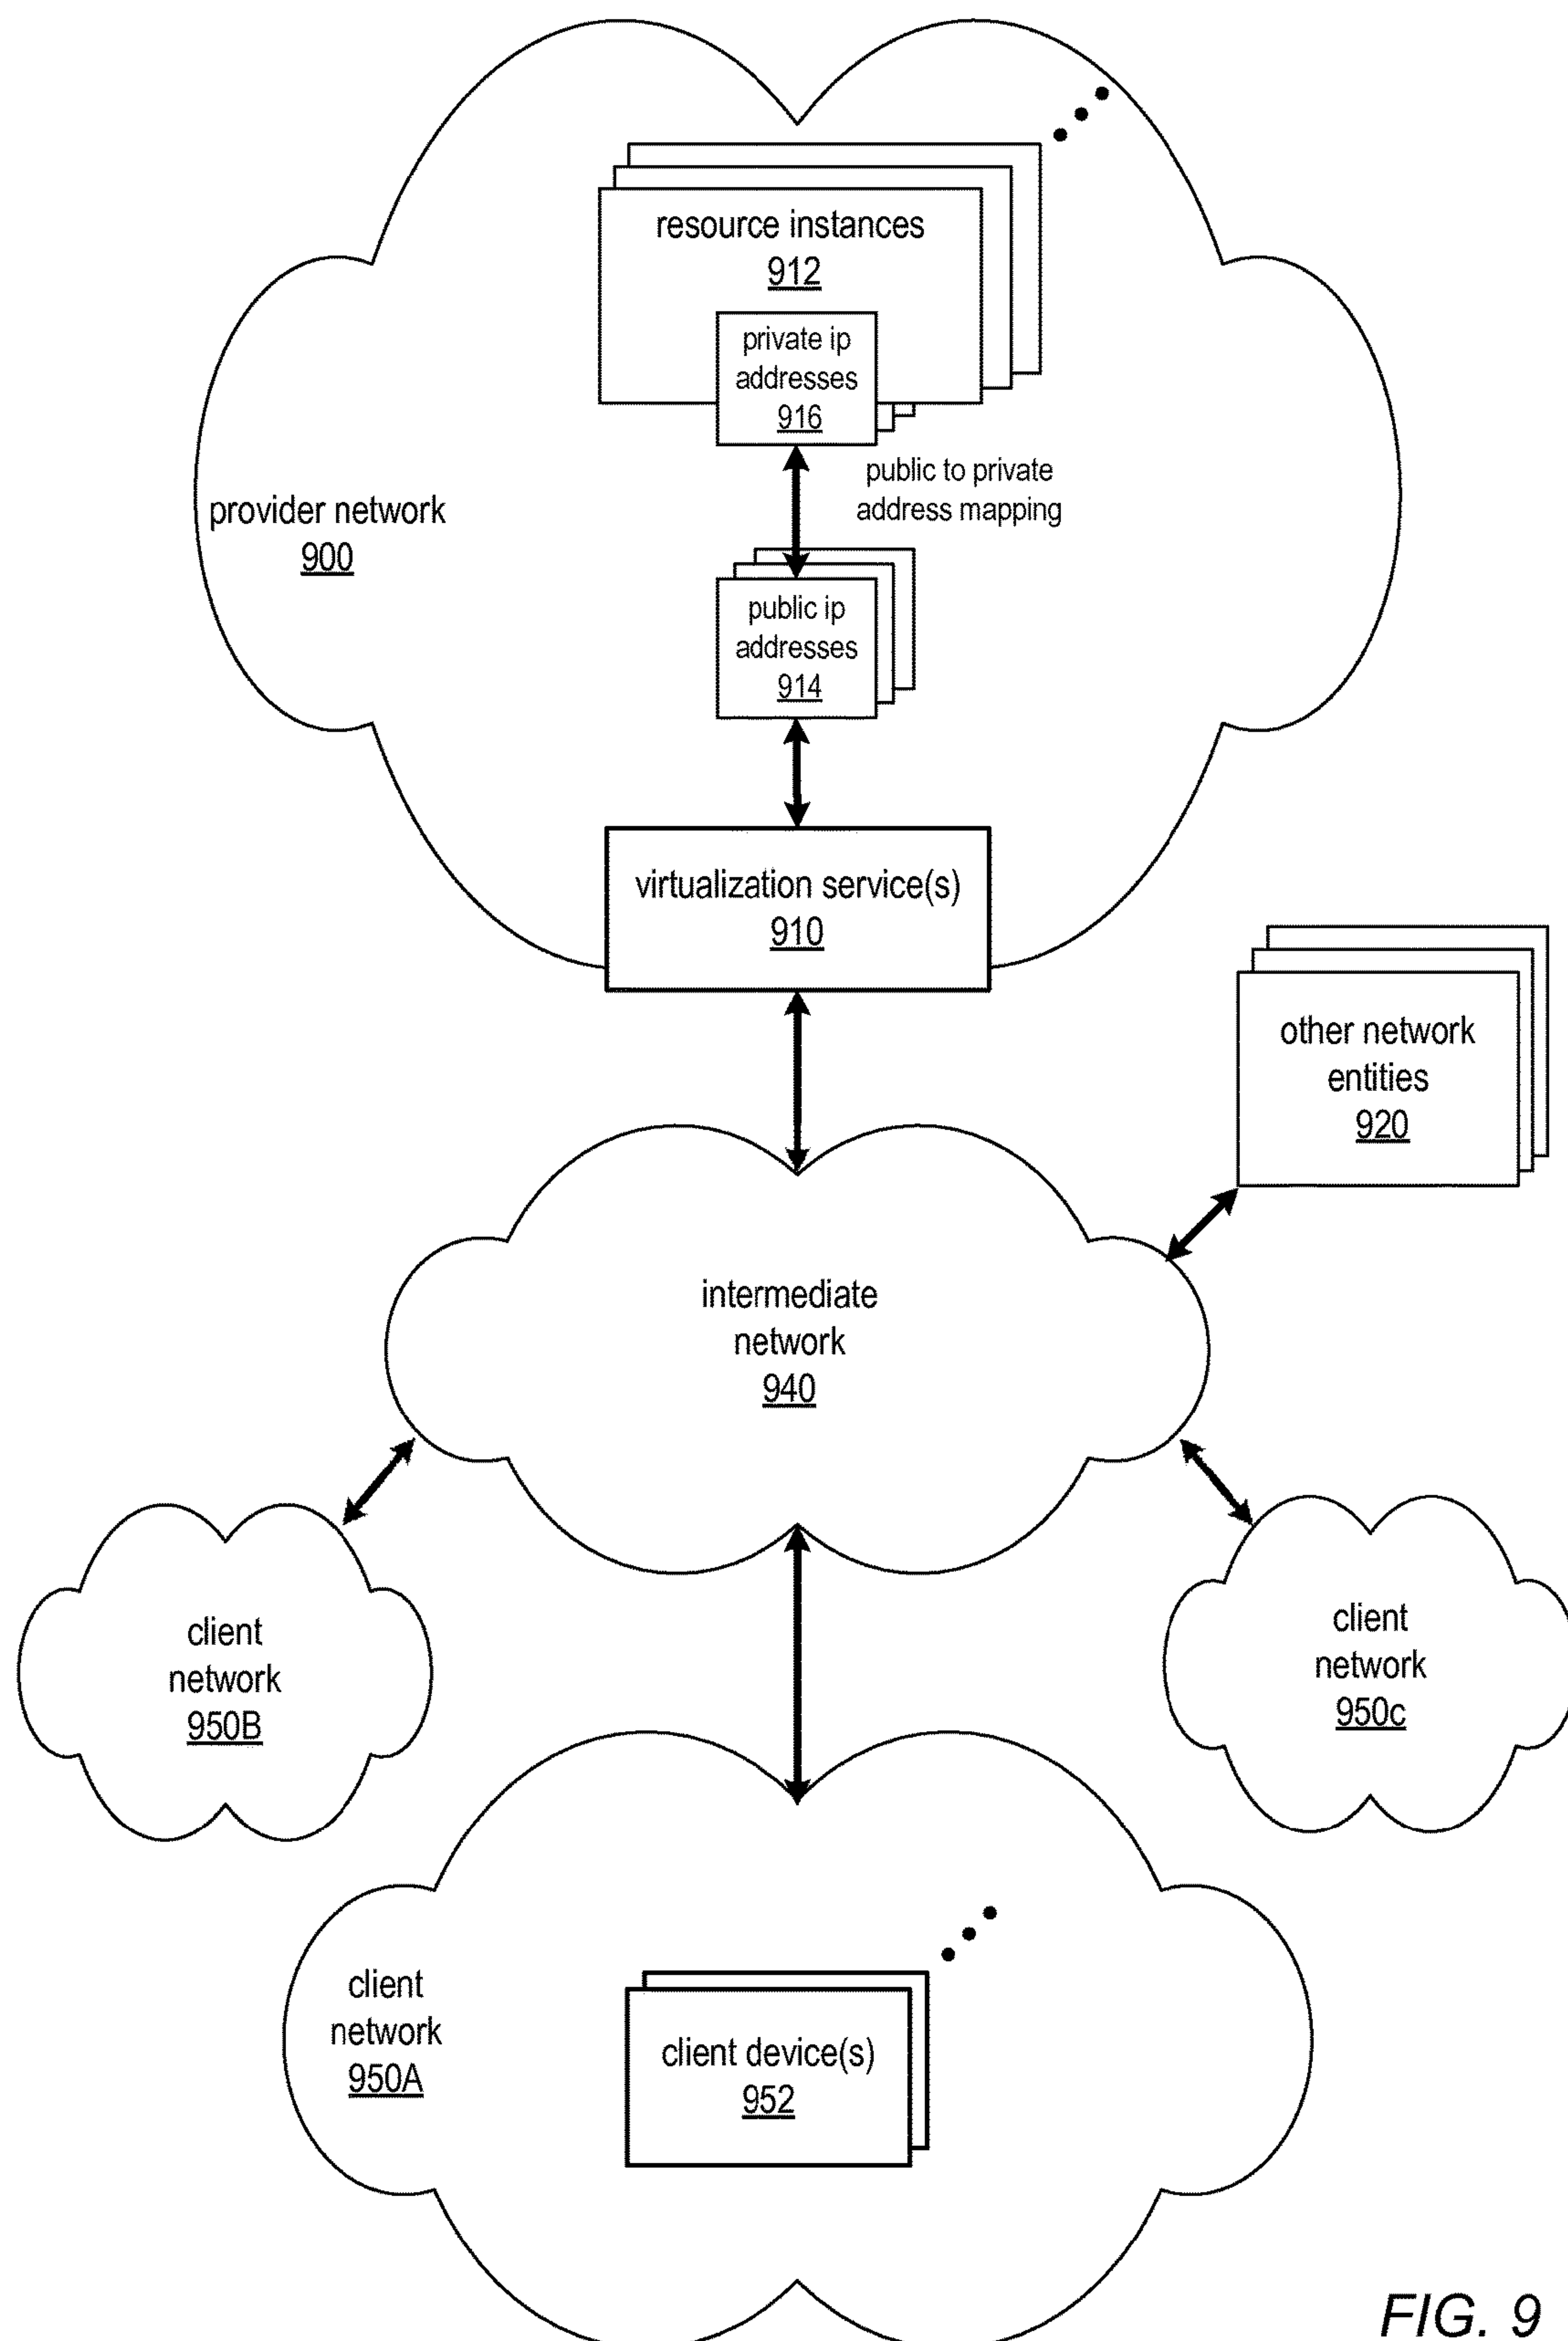 resource instances
912
private ip
addresses
916
public to private
address mapping
provider network
900
public ip
addresses
914
virtualization service(s)
910
other network
entities
920
intermediate
network
940
client
network
950B
client
network
950c
client
network
950A
client device(s)
952
FIG. 9